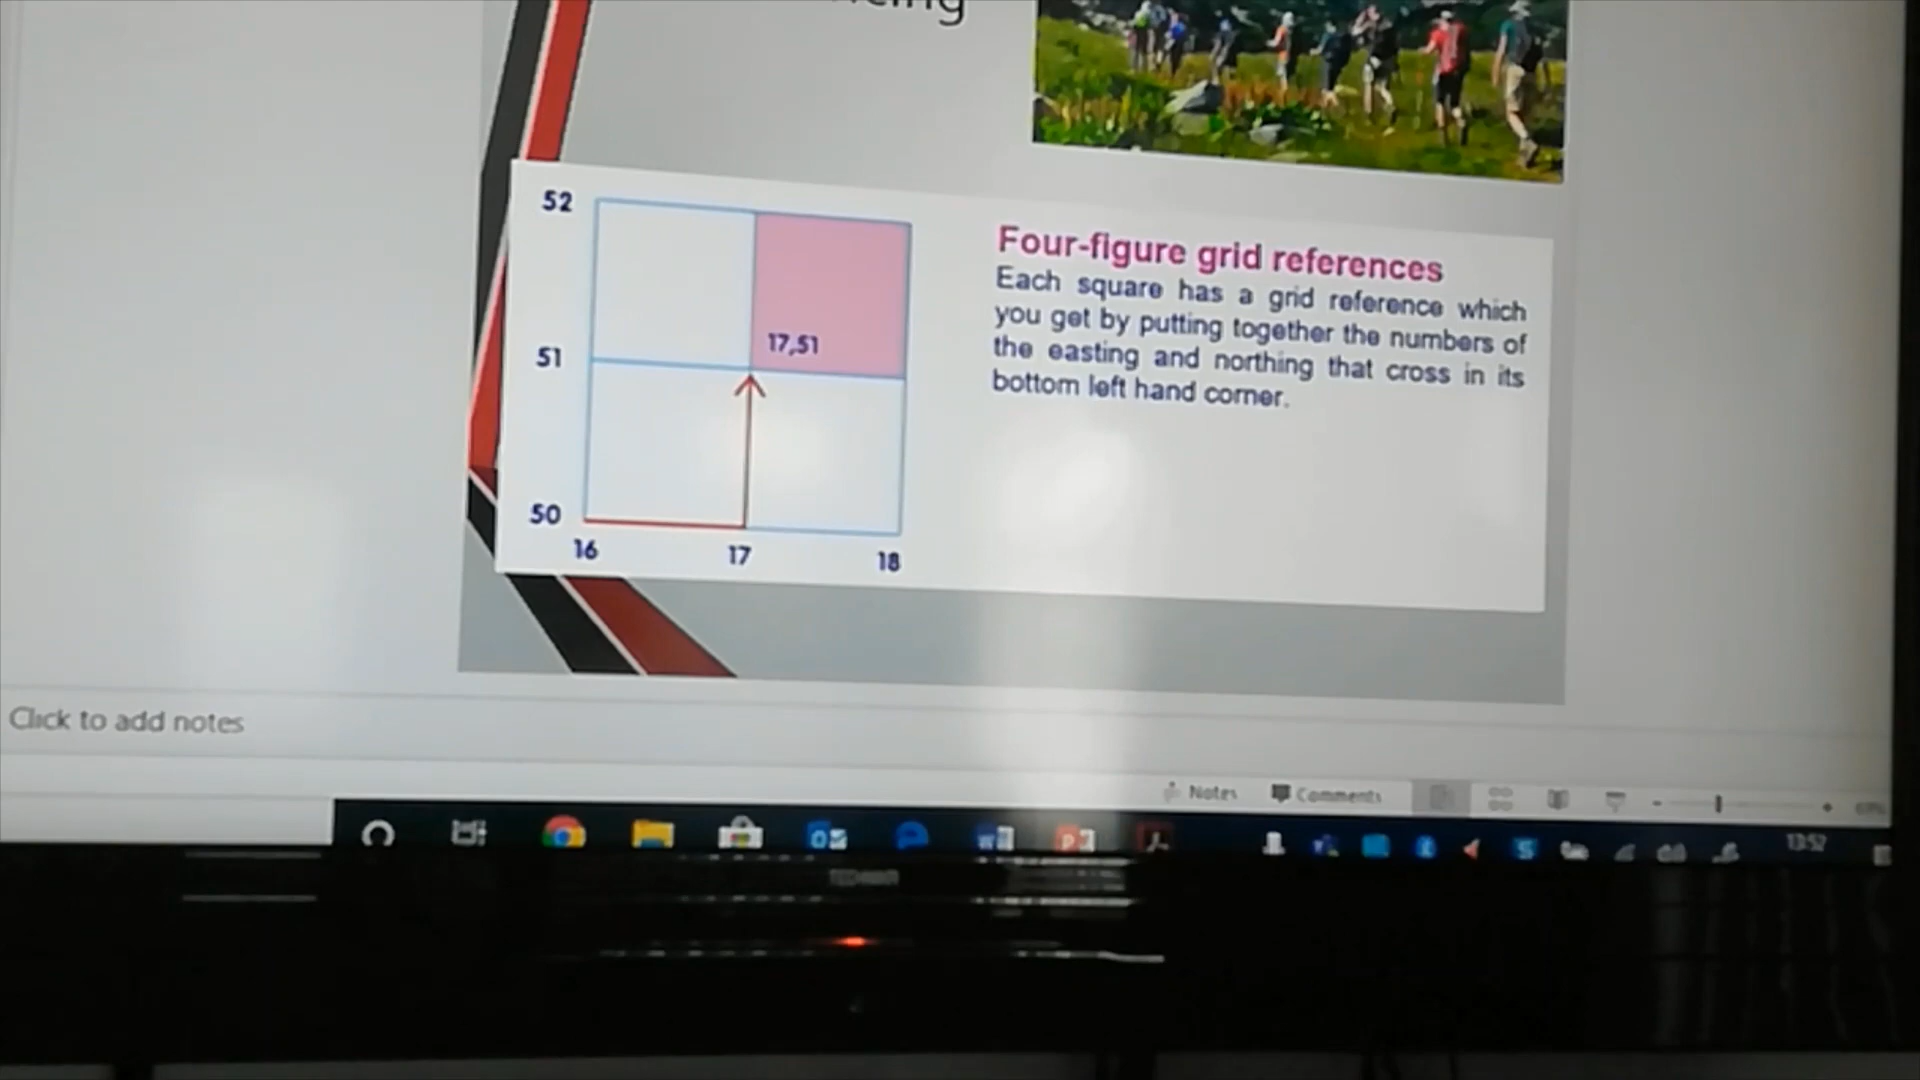 52
51
50
16
17
18
17,51
Four-figure grid references
Each square has a grid reference which
you get by putting together the numbers of
the easting and northing that cross in its
bottom left hand corner.
Click to add notes
Notes
Comments
13:52